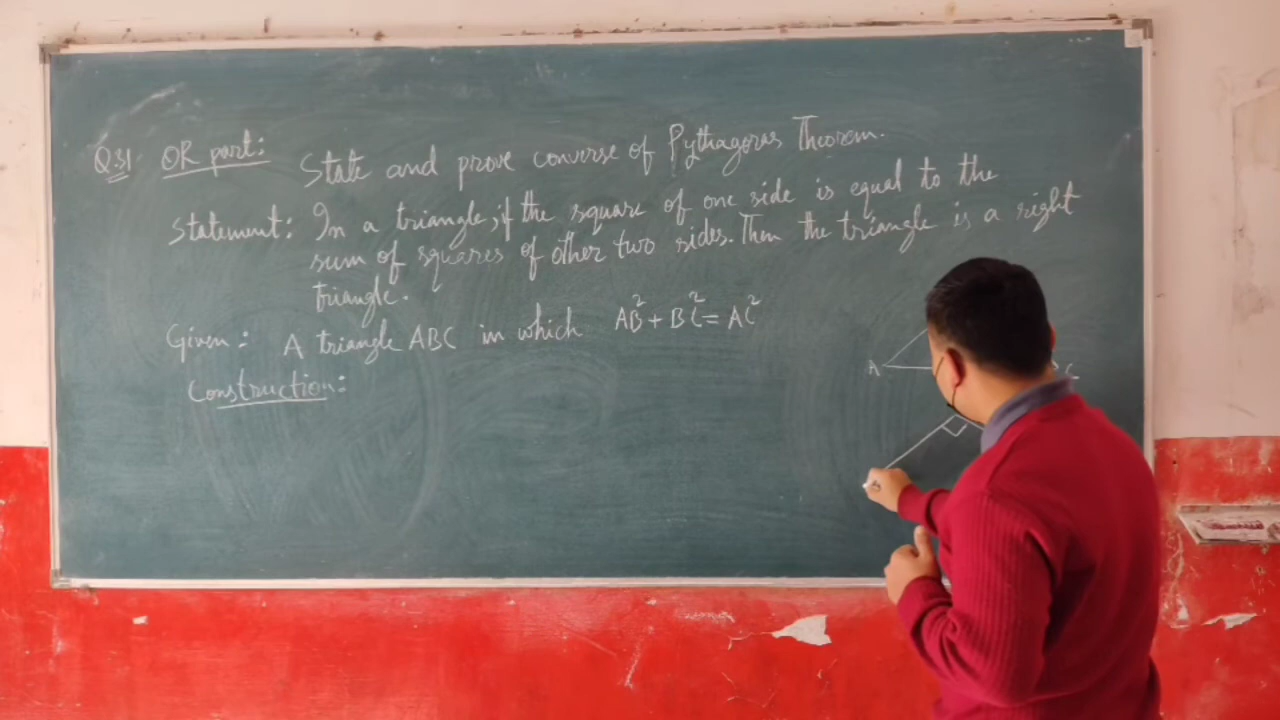 Q31 OR part: State and prove converse of Pythagoras Theorem.
Statement: In a triangle, if the square of one side is equal to the
sum of squares of other two sides. Then the triangle is a right
triangle.
Given: A triangle ABC in which AB² + BC² = AC²
Construction:
A C